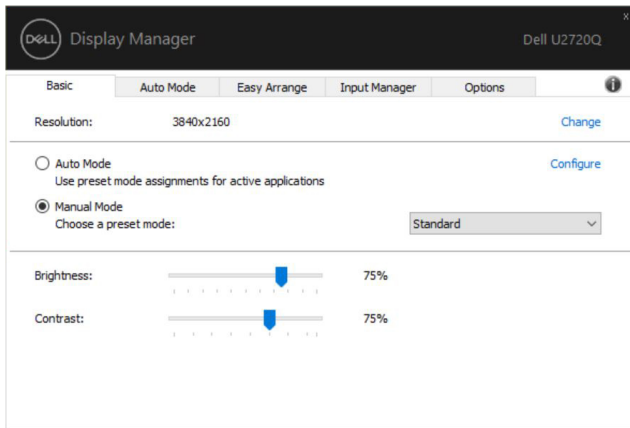 DELL Display Manager Dell U2720Q
x
Basic Auto Mode Easy Arrange Input Manager Options i
Resolution: 3840x2160 Change
Auto Mode Configure
Use preset mode assignments for active applications
Manual Mode
Choose a preset mode: Standard
Brightness: 75%
Contrast: 75%